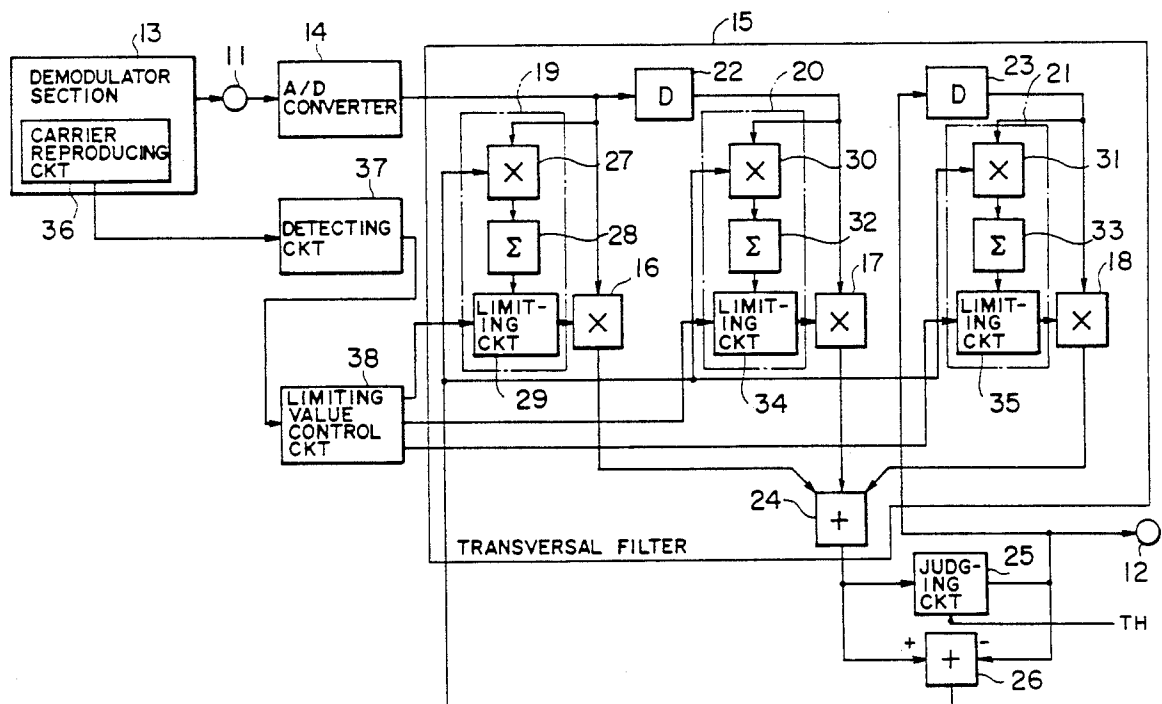 13
DEMODULATOR
SECTION
CARRIER
REPRODUCING
CKT
36
11
14
A/D
CONVERTER
37
DETECTING
CKT
38
LIMITING
VALUE
CONTROL
CKT
15
19
27
×
28
Σ
LIMIT-
ING
CKT
29
16
×
22
D
20
30
×
32
Σ
LIMIT-
ING
CKT
34
17
×
23
D
21
31
×
33
Σ
LIMIT-
ING
CKT
35
18
×
24
+
TRANSVERSAL FILTER
12
JUDG-
ING
CKT
25
TH
+
-
+
26